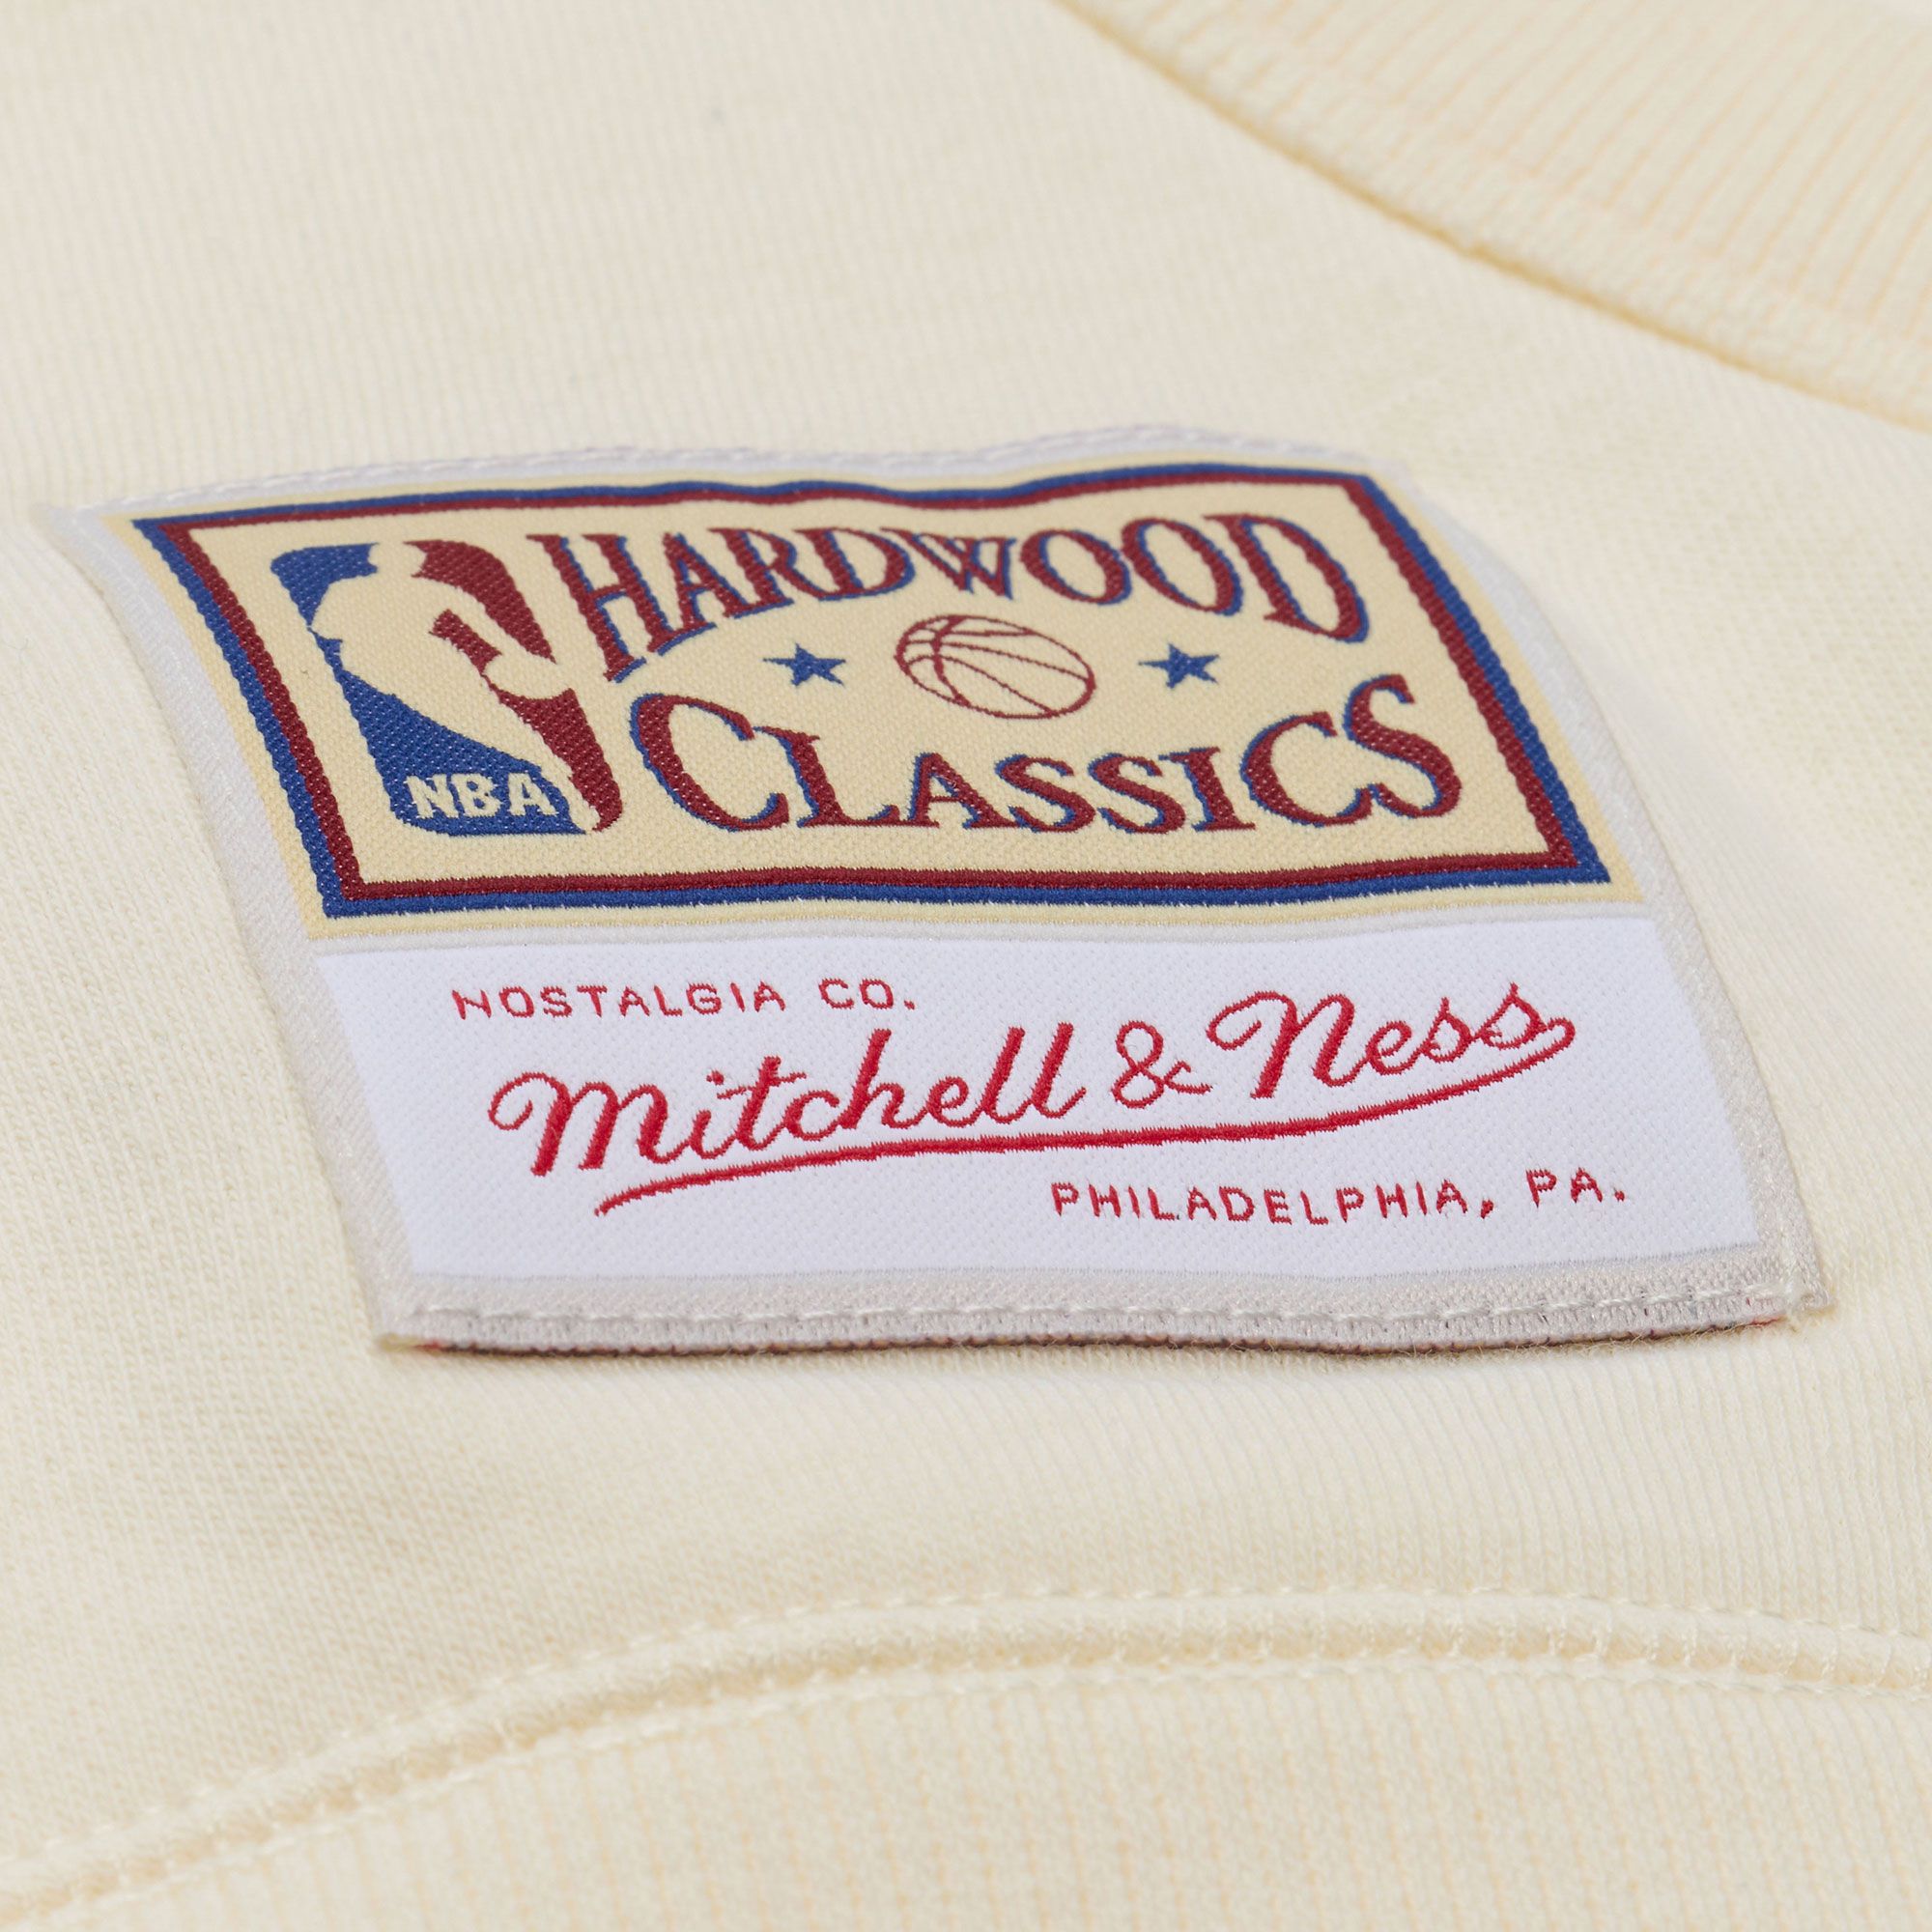 NBA
HARDWOOD
CLASSICS
NOSTALGIA CO.
Mitchell & Ness
PHILADELPHIA, PA.